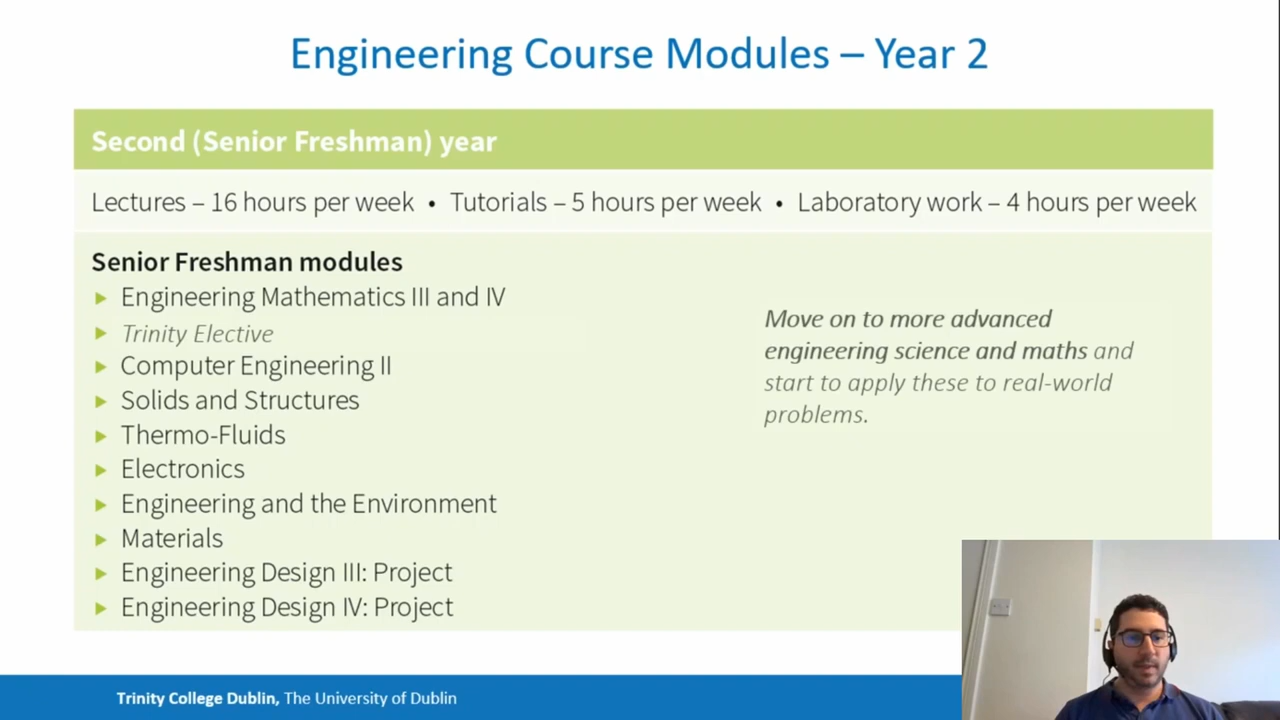 Engineering Course Modules – Year 2
Second (Senior Freshman) year
Lectures – 16 hours per week • Tutorials – 5 hours per week • Laboratory work – 4 hours per week
Senior Freshman modules
Engineering Mathematics III and IV
Trinity Elective
Computer Engineering II
Solids and Structures
Thermo-Fluids
Electronics
Engineering and the Environment
Materials
Engineering Design III: Project
Engineering Design IV: Project
Move on to more advanced
engineering science and maths and
start to apply these to real-world
problems.
Trinity College Dublin, The University of Dublin